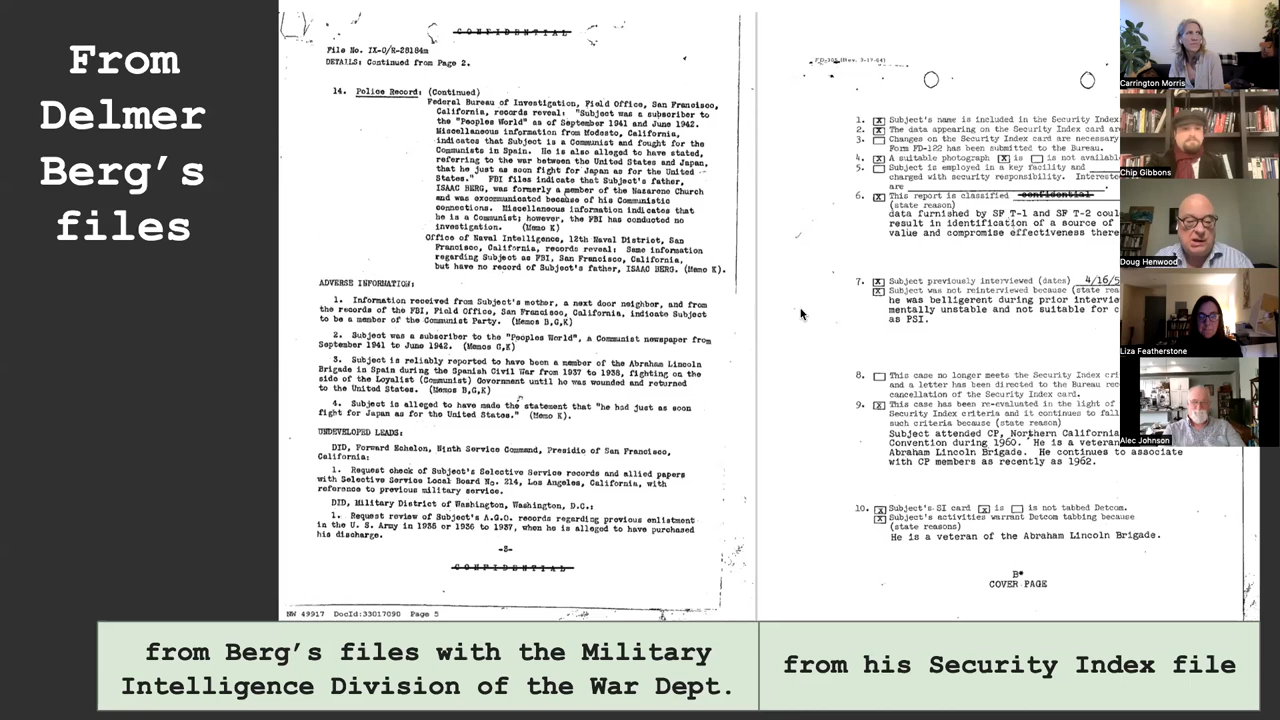 From
Delmer
Berg's
files
CONFIDENTIAL
File No. IX-O/R-28184m
DETAILS: Continued from Page 2.
14. Police Record: (Continued)
Federal Bureau of Investigation, Field Office, San Francisco,
California, records reveal: "Subject was a subscriber to
the "Peoples World" as of September 1941 and June 1942.
Miscellaneous information from Modesto, California,
indicates that Subject is a Communist and fought for the
Communists in Spain. He is also alleged to have stated,
referring to the war between the United States and Japan,
that he just as soon fight for Japan as for the United
States." FBI files indicate that Subject's father,
ISAAC BERG, was formerly a member of the Nazarene Church
and was excommunicated because of his Communistic
connections. Miscellaneous information indicates that
he is a Communist; however, the FBI has conducted no
investigation. (Memo K)
Office of Naval Intelligence, 12th Naval District, San
Francisco, California, records reveal: Same information
regarding Subject as FBI, San Francisco, California,
but have no record of Subject's father, ISAAC BERG. (Memo K).
ADVERSE INFORMATION:
1. Information received from Subject's mother, a next door neighbor, and from
the records of the FBI, Field Office, San Francisco, California, indicate Subject
to be a member of the Communist Party. (Memos B,G,K)
2. Subject was a subscriber to the "Peoples World", a Communist newspaper from
September 1941 to June 1942. (Memos G,K)
3. Subject is reliably reported to have been a member of the Abraham Lincoln
Brigade in Spain during the Spanish Civil War from 1937 to 1938, fighting on the
side of the Loyalist (Communist) Government until he was wounded and returned
to the United States. (Memos B,G,K)
4. Subject is alleged to have made the statement that "he had just as soon
fight for Japan as for the United States." (Memo K).
UNDEVELOPED LEADS:
DID, Forward Echelon, Ninth Service Command, Presidio of San Francisco,
California:
1. Request check of Subject's Selective Service records and allied papers
with Selective Service Local Board No. 214, Los Angeles, California, with
reference to previous military service.
DID, Military District of Washington, Washington, D.C.:
1. Request review of Subject's A.G.O. records regarding previous enlistment
in the U. S. Army in 1935 or 1936 to 1937, when he is alleged to have purchased
his discharge.
-3-
CONFIDENTIAL
NW 49917 DocId:33017090 Page 5
FD-305 (Rev. 3-17-64)
1. X Subject's name is included in the Security Index
2. X The data appearing on the Security Index card are
3. Changes on the Security Index card are necessary
Form FD-122 has been submitted to the Bureau.
4. X A suitable photograph X is is not availabl
5. Subject is employed in a key facility and
charged with security responsibility. Intereste
are
6. X This report is classified confidential
(state reason)
data furnished by SF T-1 and SF T-2 coul
result in identification of a source of
value and compromise effectiveness there
7. X Subject previously interviewed (dates) 4/16/5
X Subject was not reinterviewed because (state rea
he was belligerent during prior intervie
mentally unstable and not suitable for c
as PSI.
8. This case no longer meets the Security Index cri
and a letter has been directed to the Bureau rec
cancellation of the Security Index card.
9. X This case has been re-evaluated in the light of
Security Index criteria and it continues to fall
such criteria because (state reason)
Subject attended CP, Northern California
Convention during 1960. He is a veteran
Abraham Lincoln Brigade. He continues to associate
with CP members as recently as 1962.
10. X Subject's SI card X is is not tabbed Detcom.
X Subject's activities warrant Detcom tabbing because
(state reasons)
He is a veteran of the Abraham Lincoln Brigade.
B*
COVER PAGE
from Berg's files with the Military
Intelligence Division of the War Dept.
from his Security Index file
Carrington Morris
Chip Gibbons
Doug Henwood
Liza Featherstone
Alec Johnson